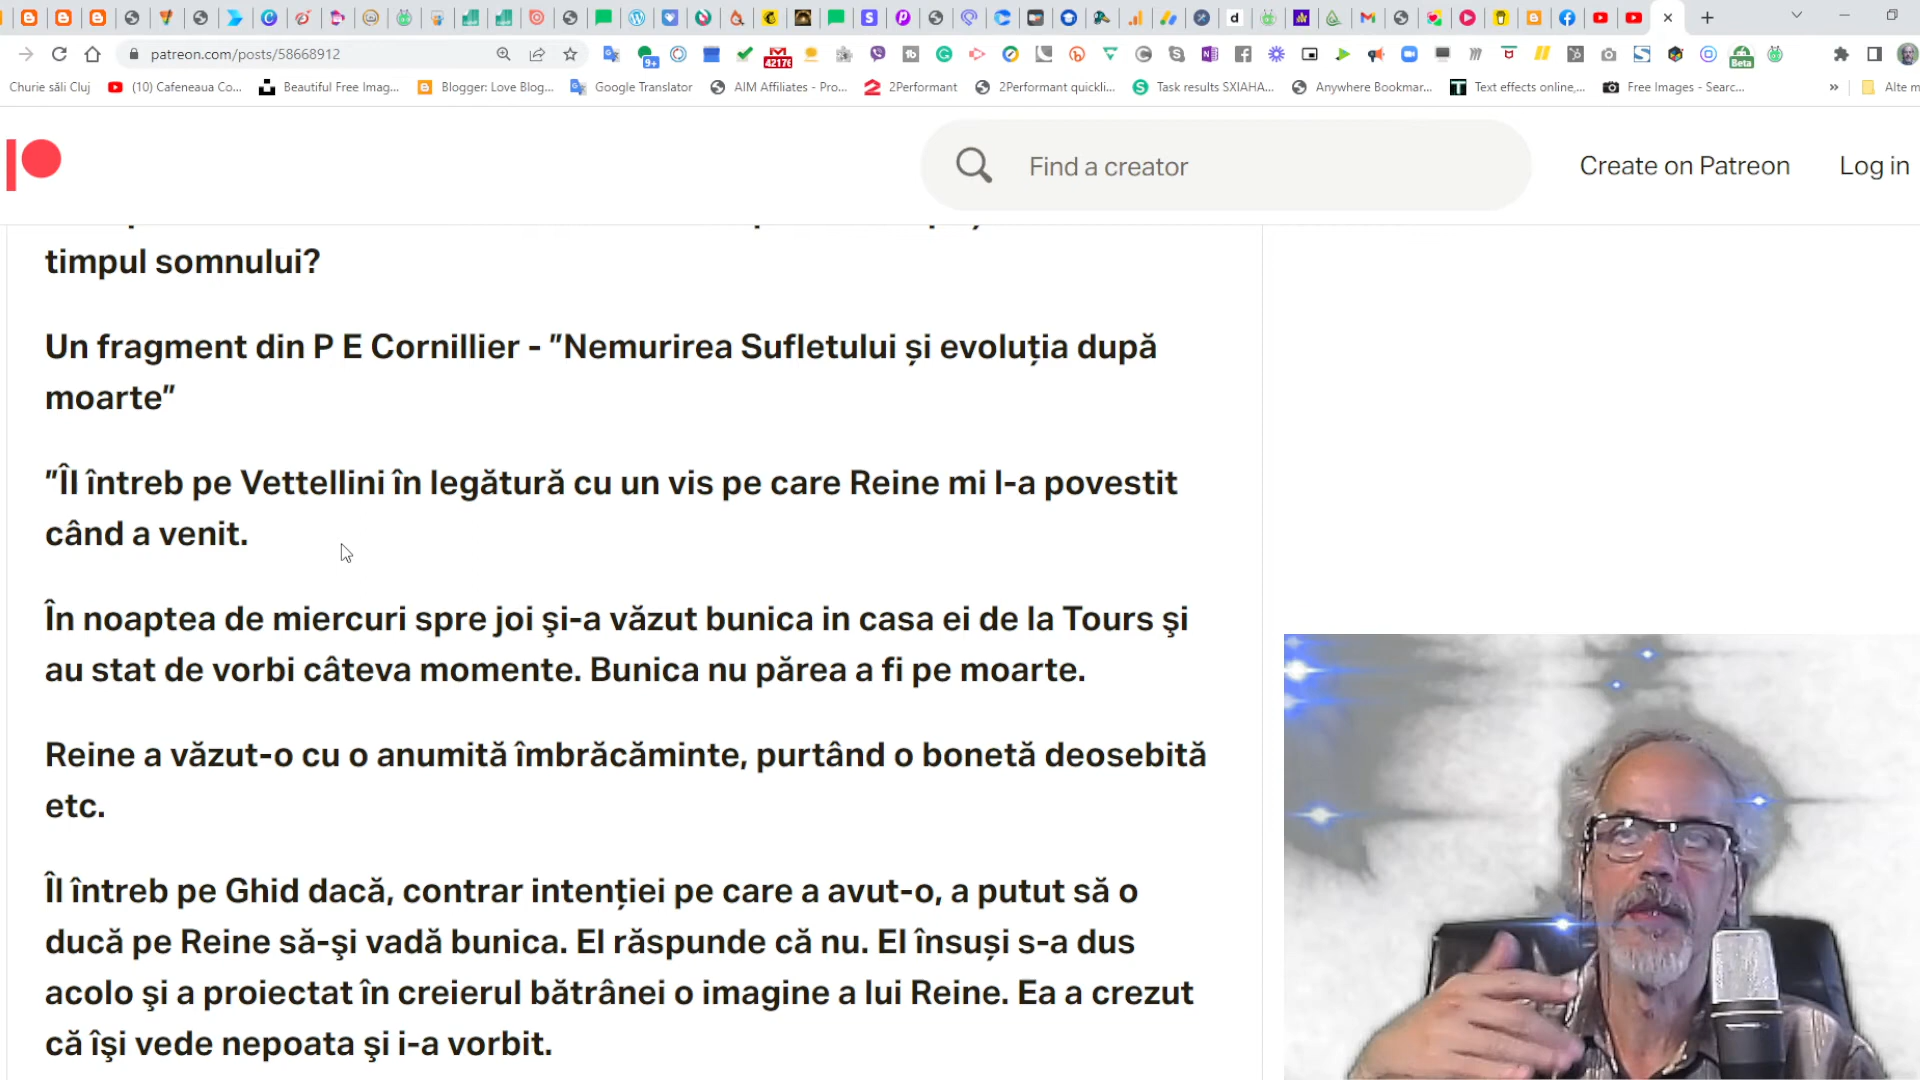 patreon.com/posts/58668912
9+
42176
Beta
Churie săli Cluj
(10) Cafeneaua Co...
Beautiful Free Imag...
Blogger: Love Blog...
Google Translator
AIM Affiliates - Pro...
2Performant
2Performant quickli...
Task results SXIAHA...
Anywhere Bookmar...
Text effects online,...
Free Images - Searc...
»
Alte m
Find a creator
Create on Patreon
Log in
timpul somnului?
Un fragment din P E Cornillier - ”Nemurirea Sufletului și evoluția după
moarte”
”Îl întreb pe Vettellini în legătură cu un vis pe care Reine mi l-a povestit
când a venit.
În noaptea de miercuri spre joi şi-a văzut bunica in casa ei de la Tours şi
au stat de vorbi câteva momente. Bunica nu părea a fi pe moarte.
Reine a văzut-o cu o anumită îmbrăcăminte, purtând o bonetă deosebită
etc.
Îl întreb pe Ghid dacă, contrar intenției pe care a avut-o, a putut să o
ducă pe Reine să-şi vadă bunica. El răspunde că nu. El însuși s-a dus
acolo şi a proiectat în creierul bătrânei o imagine a lui Reine. Ea a crezut
că îşi vede nepoata şi i-a vorbit.